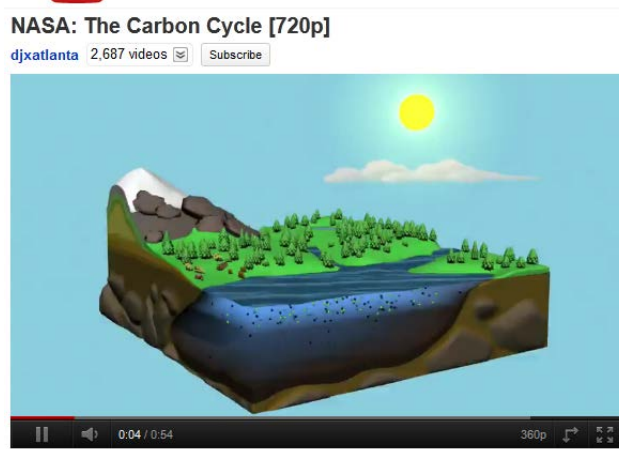 NASA: The Carbon Cycle [720p]
djxatlanta 2,687 videos Subscribe
0:04 / 0:54 360p